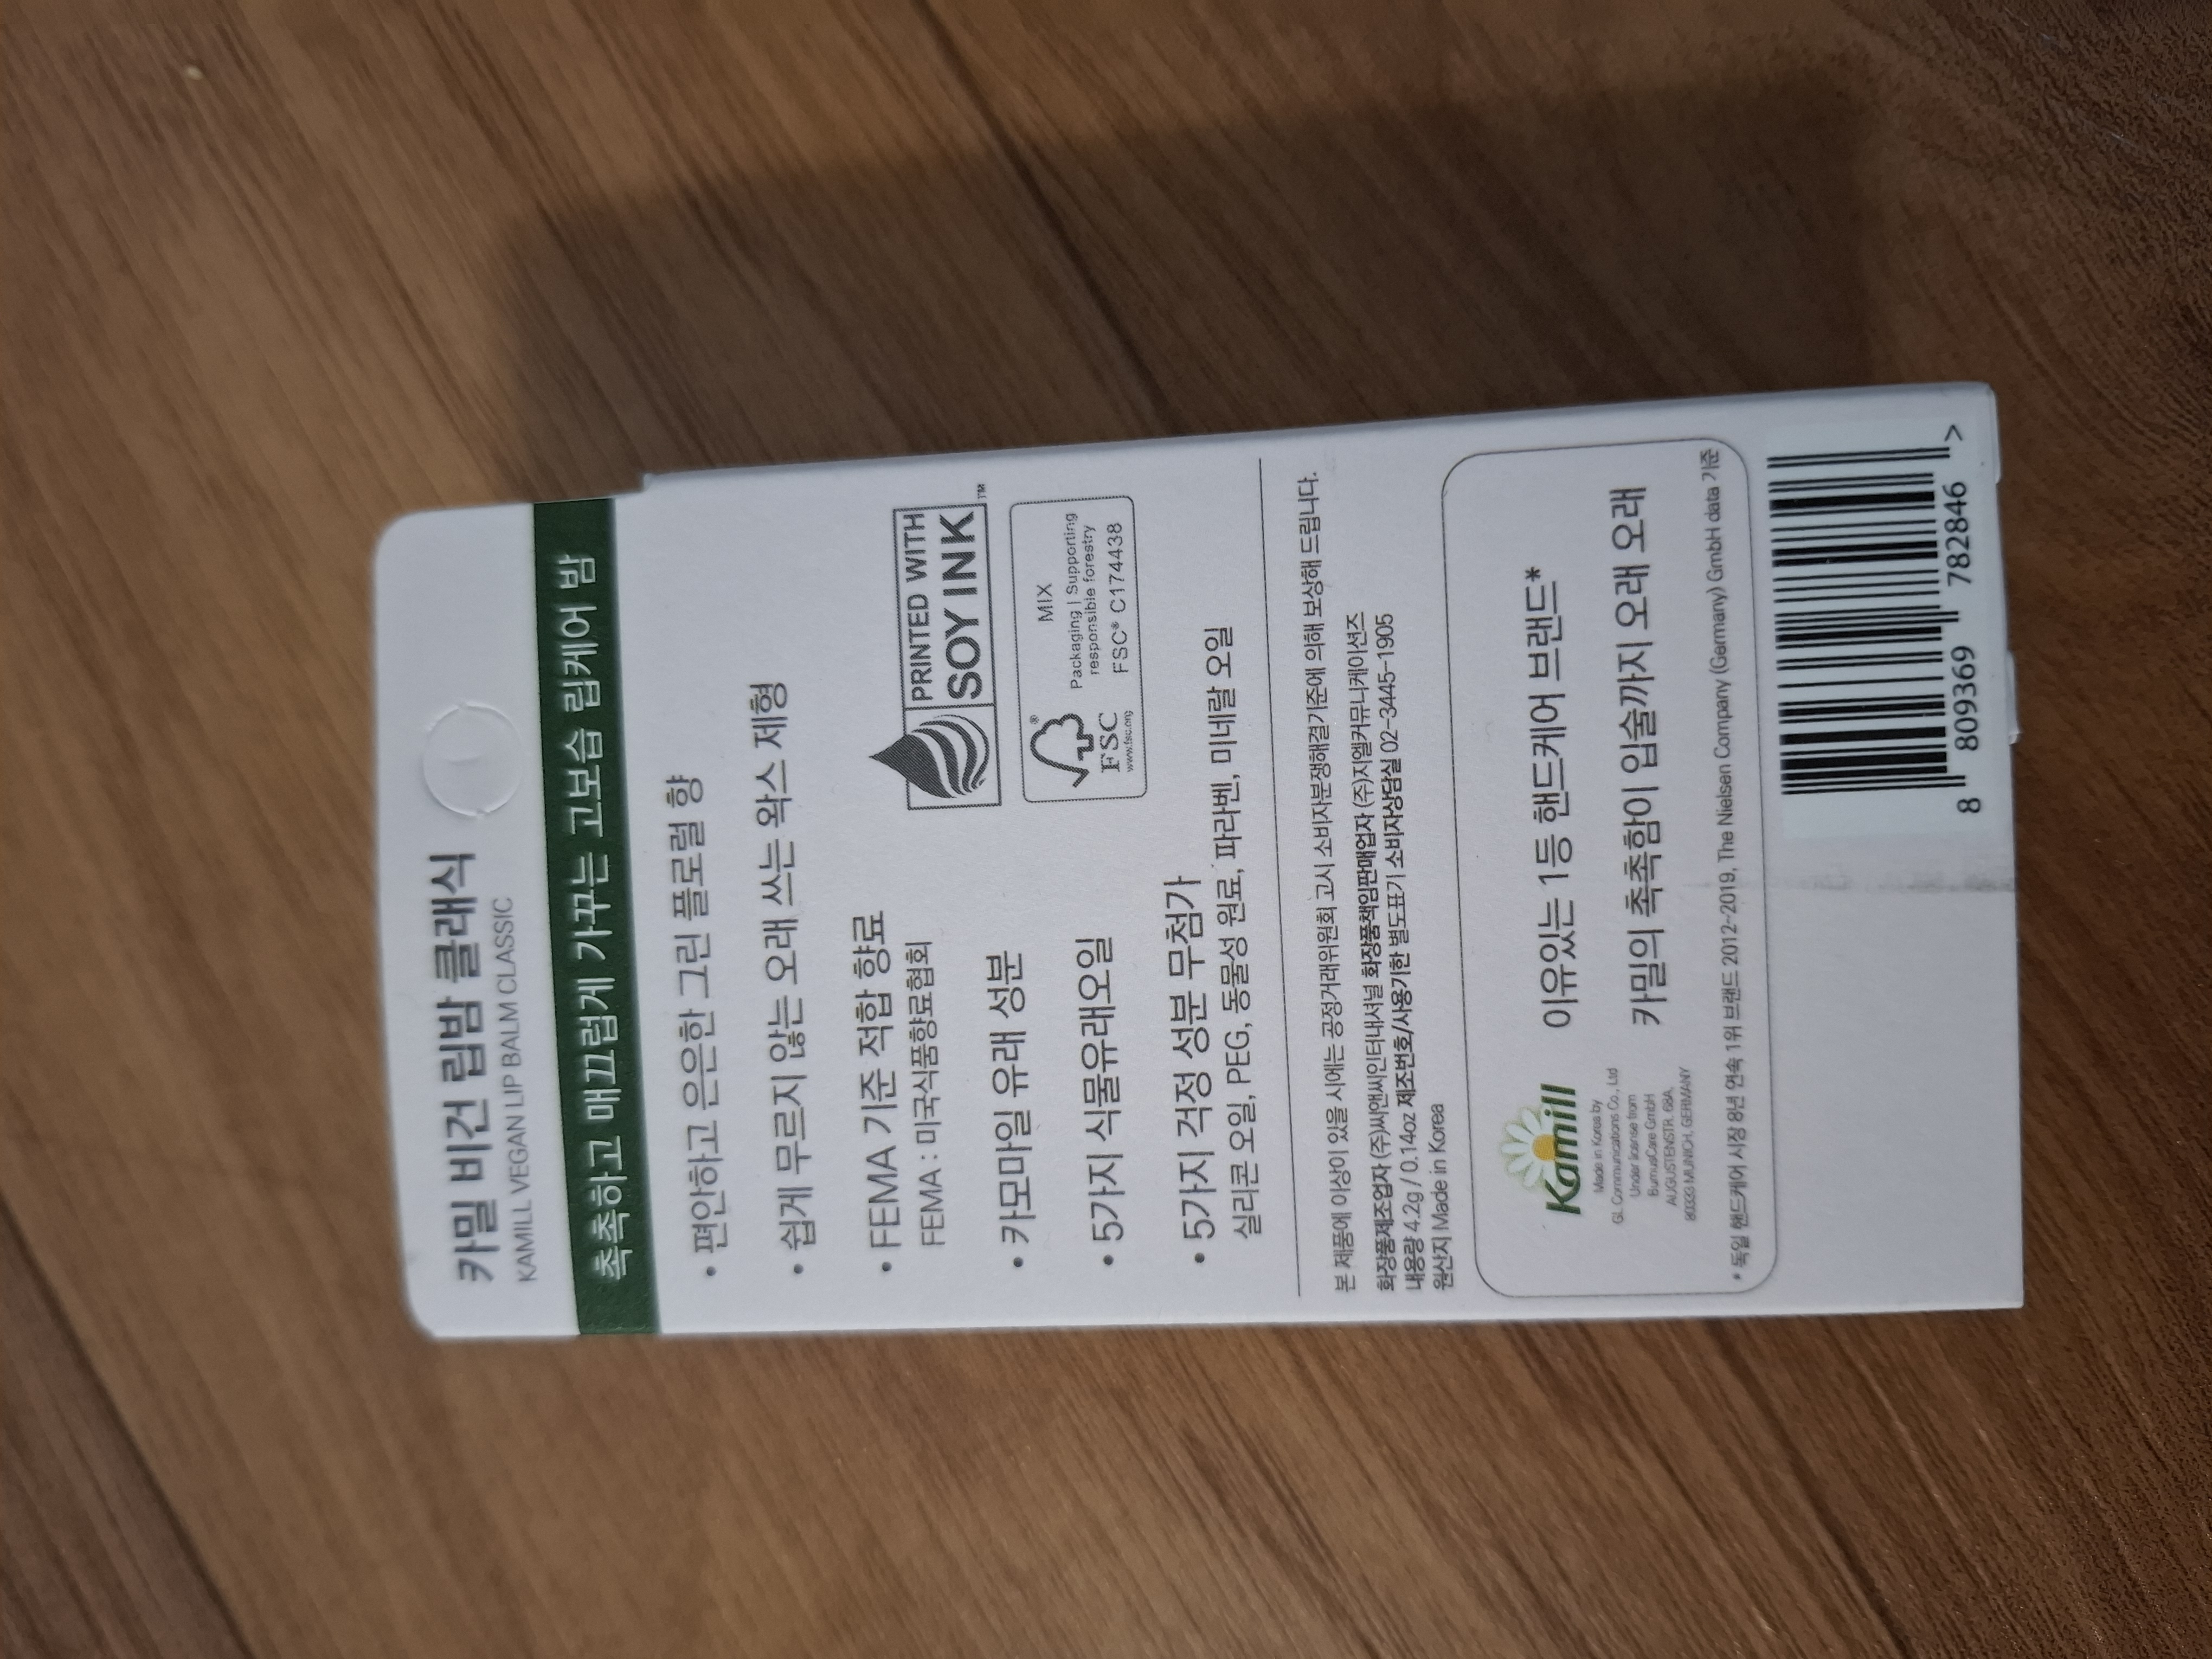 카밀 비건 립밤 클래식
KAMILL VEGAN LIP BALM CLASSIC
촉촉하고 매끄럽게 가꾸는 고보습 립케어 밤
• 편안하고 은은한 그린 플로럴 향
• 쉽게 무르지 않는 오래 쓰는 왁스 제형
• FEMA 기준 적합 향료
FEMA : 미국식품향료협회
• 카모마일 유래 성분
• 5가지 식물유래오일
• 5가지 걱정 성분 무첨가
실리콘 오일, PEG, 동물성 원료, 파라벤, 미네랄 오일
PRINTED WITH
SOY INK™
FSC®
www.fsc.org
MIX
Packaging | Supporting
responsible forestry
FSC® C174438
본 제품에 이상이 있을 시에는 공정거래위원회 고시 소비자분쟁해결기준에 의해 보상해 드립니다.
화장품제조업자 (주)씨앤씨인터내셔널 화장품책임판매업자 (주)지엘커뮤니케이션즈
내용량 4.2g / 0.14oz 제조번호/사용기한 별도표기 소비자상담실 02-3445-1905
원산지 Made in Korea
Kamill
Made in Korea by
GL Communications Co., Ltd
Under license from
BurnusCare GmbH
AUGUSTENSTR. 68A,
80333 MUNICH, GERMANY
이유있는 1등 핸드케어 브랜드*
카밀의 촉촉함이 입술까지 오래 오래
* 독일 핸드케어 시장 8년 연속 1위 브랜드 2012~2019, The Nielsen Company (Germany) GmbH data 기준
8 809369 782846 >